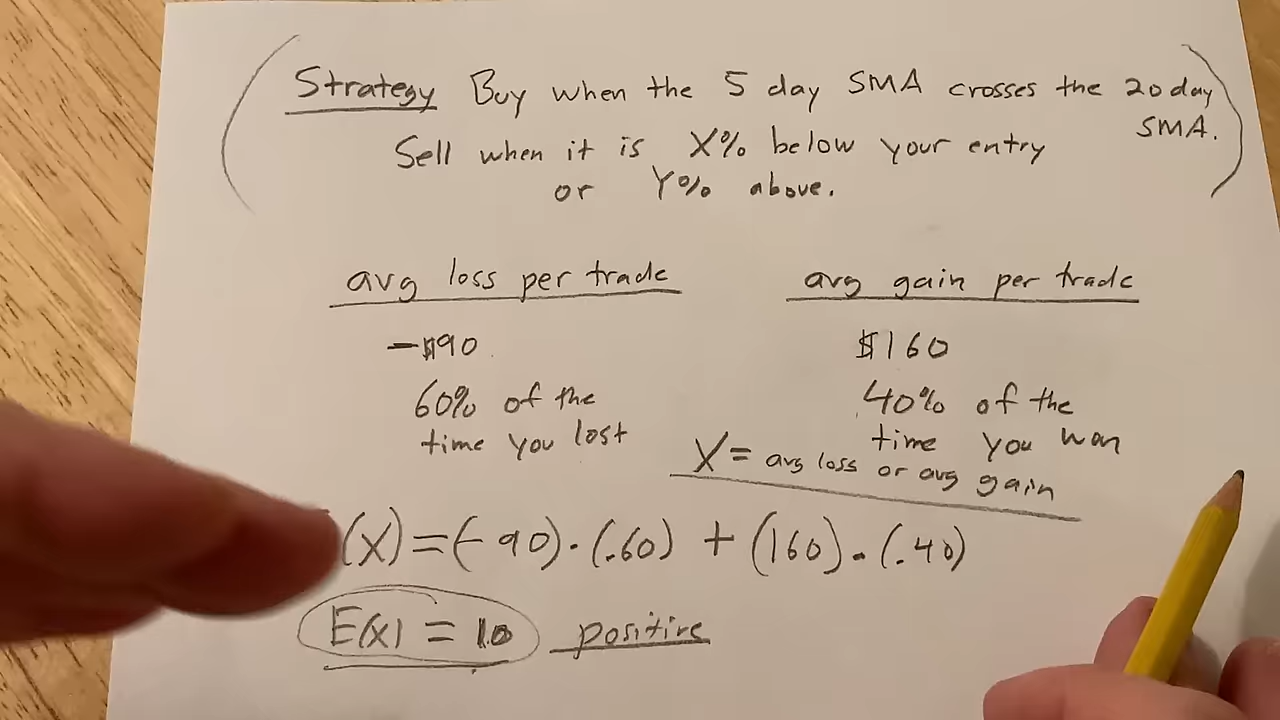 Strategy Buy when the 5 day SMA crosses the 20 day
SMA.
Sell when it is X% below your entry
or Y% above.
avg loss per trade
avg gain per trade
-$90
$160
60% of the
time you lost
40% of the
time you won
X = avg loss or avg gain
(X) = (-90)·(.60) + (160)·(.40)
E(X) = 10 positive